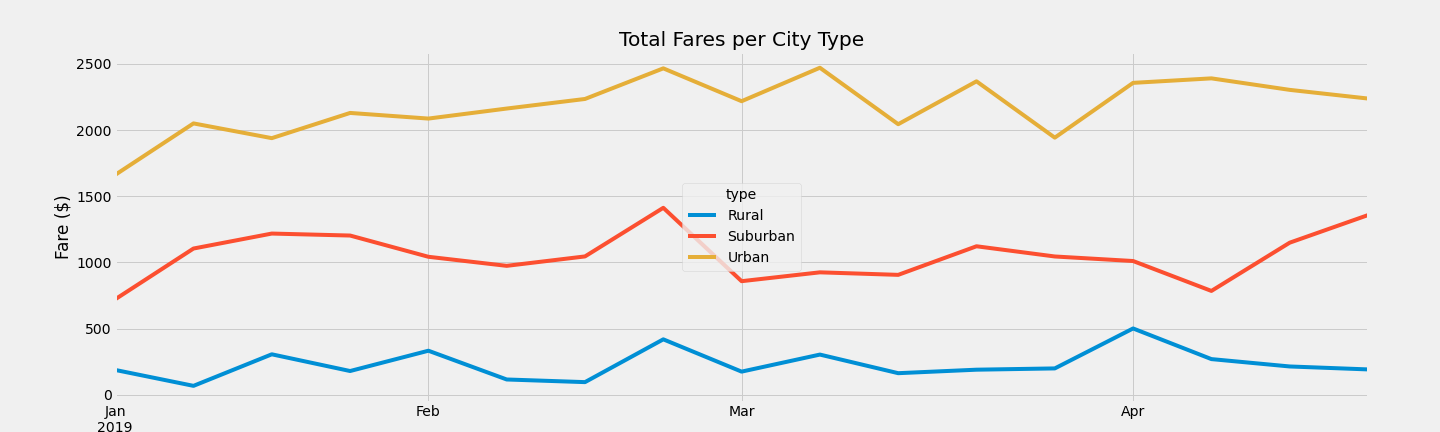 Total Fares per City Type
Fare ($)
2500
2000
1500
1000
500
0
type
Rural
Suburban
Urban
Jan
2019
Feb
Mar
Apr